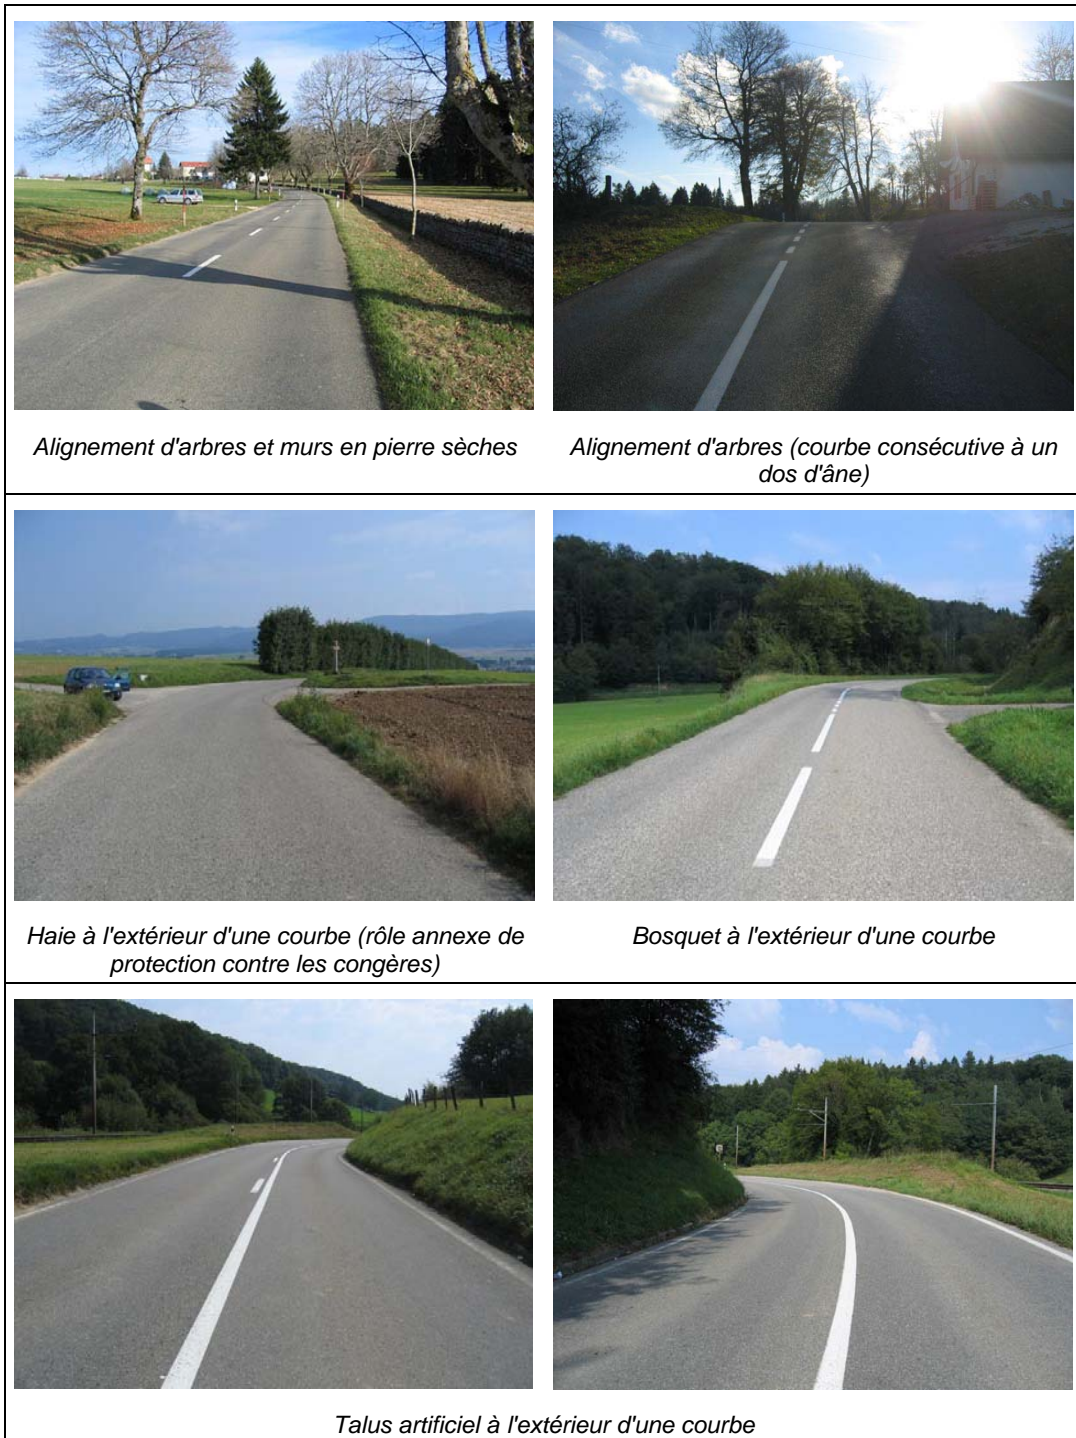 Alignement d'arbres et murs en pierre sèches
Alignement d'arbres (courbe consécutive à un
dos d'âne)
Haie à l'extérieur d'une courbe (rôle annexe de
protection contre les congères)
Bosquet à l'extérieur d'une courbe
Talus artificiel à l'extérieur d'une courbe